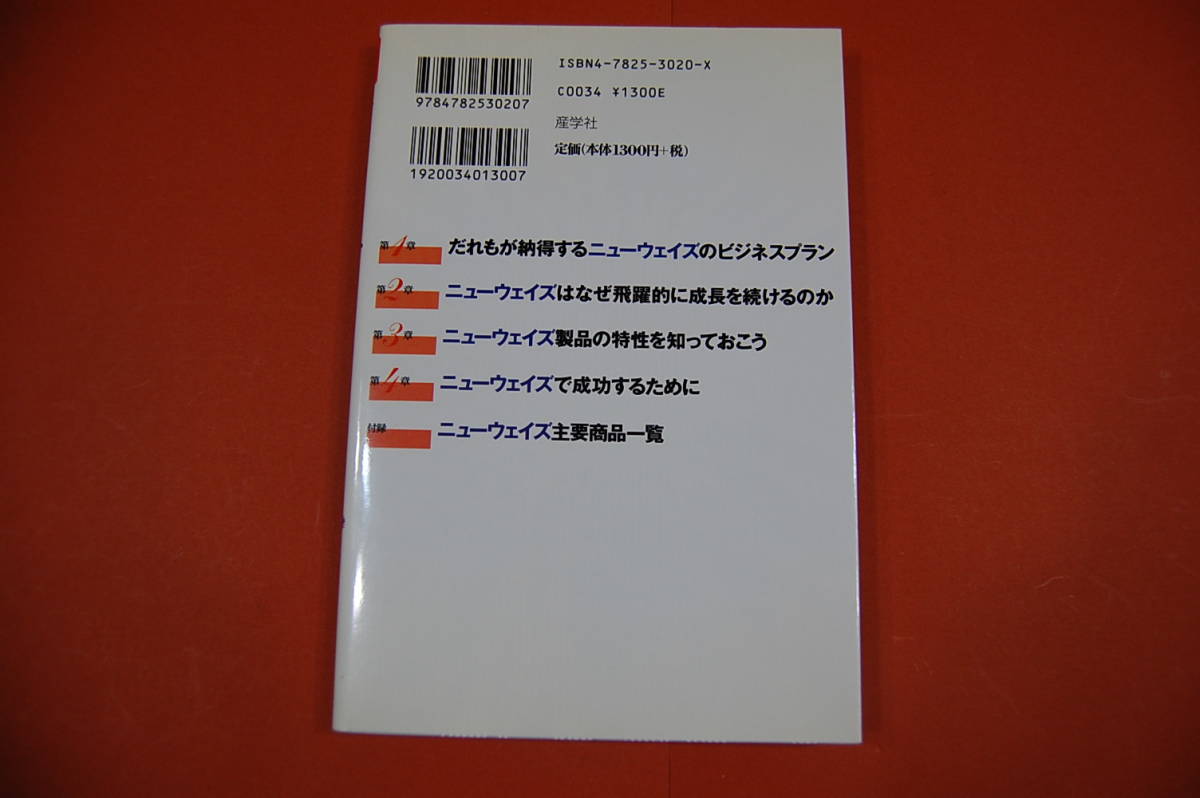 ISBN4-7825-3020-X
9784782530207
C0034 ¥1300E
産学社
定価(本体1300円+税)
1920034013007
第1章 だれもが納得するニューウェイズのビジネスプラン
第2章 ニューウェイズはなぜ飛躍的に成長を続けるのか
第3章 ニューウェイズ製品の特性を知っておこう
第4章 ニューウェイズで成功するために
付録 ニューウェイズ主要商品一覧